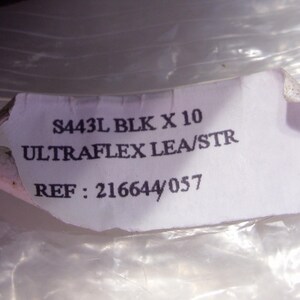 S443L BLK X 10
ULTRAFLEX LEA/STR
REF : 216644/057